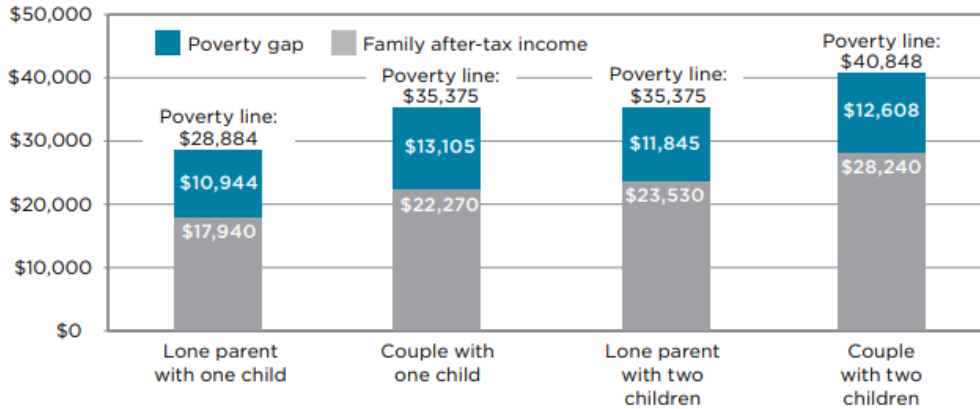 $50,000
$40,000
$30,000
$20,000
$10,000
$0
Poverty gap
Family after-tax income
Poverty line:
$28,884
$10,944
$17,940
Poverty line:
$35,375
$13,105
$22,270
Poverty line:
$35,375
$11,845
$23,530
Poverty line:
$40,848
$12,608
$28,240
Lone parent
with one child
Couple with
one child
Lone parent
with two
children
Couple
with two
children